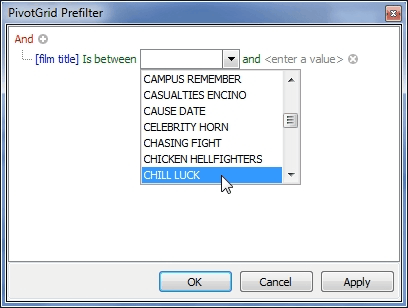 PivotGrid Prefilter
And
[film title] Is between and <enter a value>
CAMPUS REMEMBER
CASUALTIES ENCINO
CAUSE DATE
CELEBRITY HORN
CHASING FIGHT
CHICKEN HELLFIGHTERS
CHILL LUCK
OK Cancel Apply